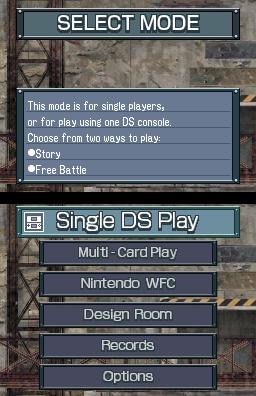 SELECT MODE
This mode is for single players,
or for play using one DS console.
Choose from two ways to play:
●Story
●Free Battle
Single DS Play
Multi-Card Play
Nintendo WFC
Design Room
Records
Options